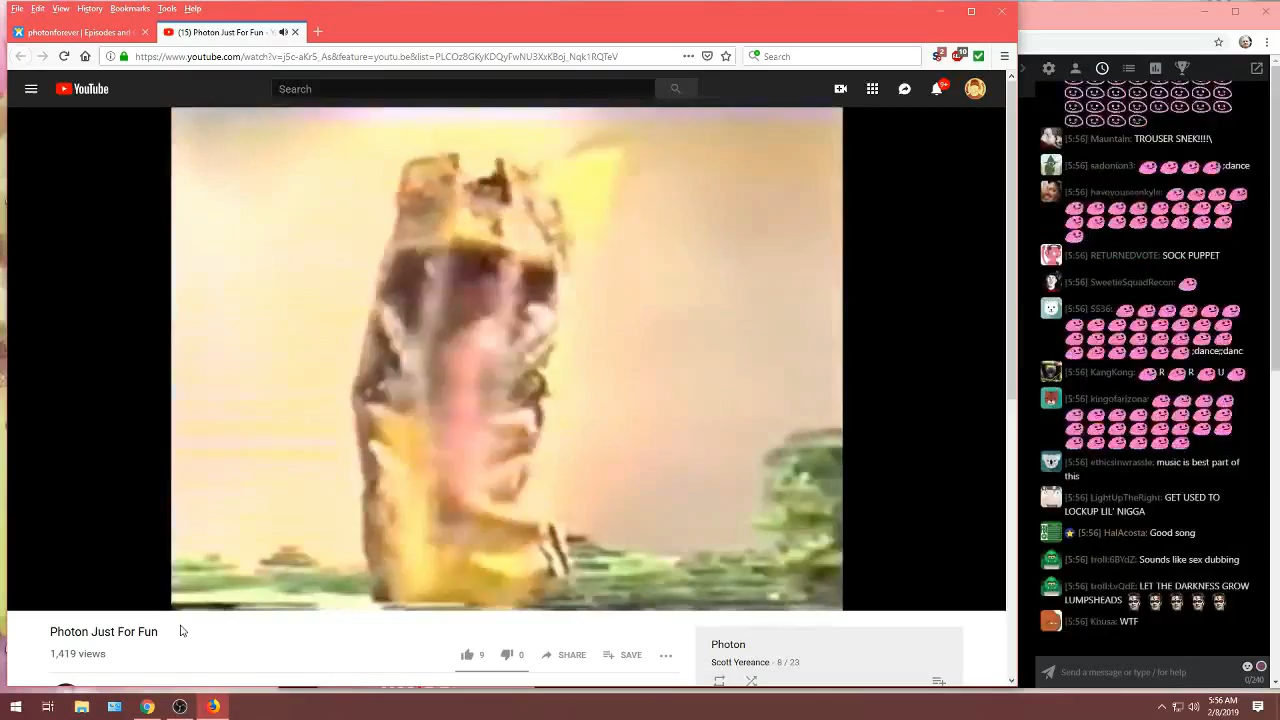 File Edit View History Bookmarks Tools Help
photonforever | Episodes and
(15) Photon Just For Fun - Y
https://www.youtube.com/watch?v=j5c-aKr5_As&feature=youtu.be&list=PLCOz8GKyKDQyFwNU3XxKBoj_Nqk1RQTeV
Search
2
10
YouTube
Search
9+
Photon Just For Fun
1,419 views
9
0
SHARE
SAVE
Photon
Scott Yereance - 8 / 23
[5:56] Mauntain: TROUSER SNEK!!!!\
[5:56] sadonion3: ;dance
[5:56] haveyouseenkyle:
[5:56] RETURNEDVOTE: SOCK PUPPET
[5:56] SweetieSquadRecon:
[5:56] SS36:
;dance;;danc
[5:56] KangKong: R R U
[5:56] kingofarizona:
[5:56] ethicsinwrassle: music is best part of
this
[5:56] LightUpTheRight: GET USED TO
LOCKUP LIL' NIGGA
[5:56] HalAcosta: Good song
[5:56] troll:6BYdZ: Sounds like sex dubbing
[5:56] troll:LvQdE: LET THE DARKNESS GROW
LUMPSHEADS
[5:56] Knusa: WTF
Send a message or type / for help
0/240
5:56 AM
2/8/2019